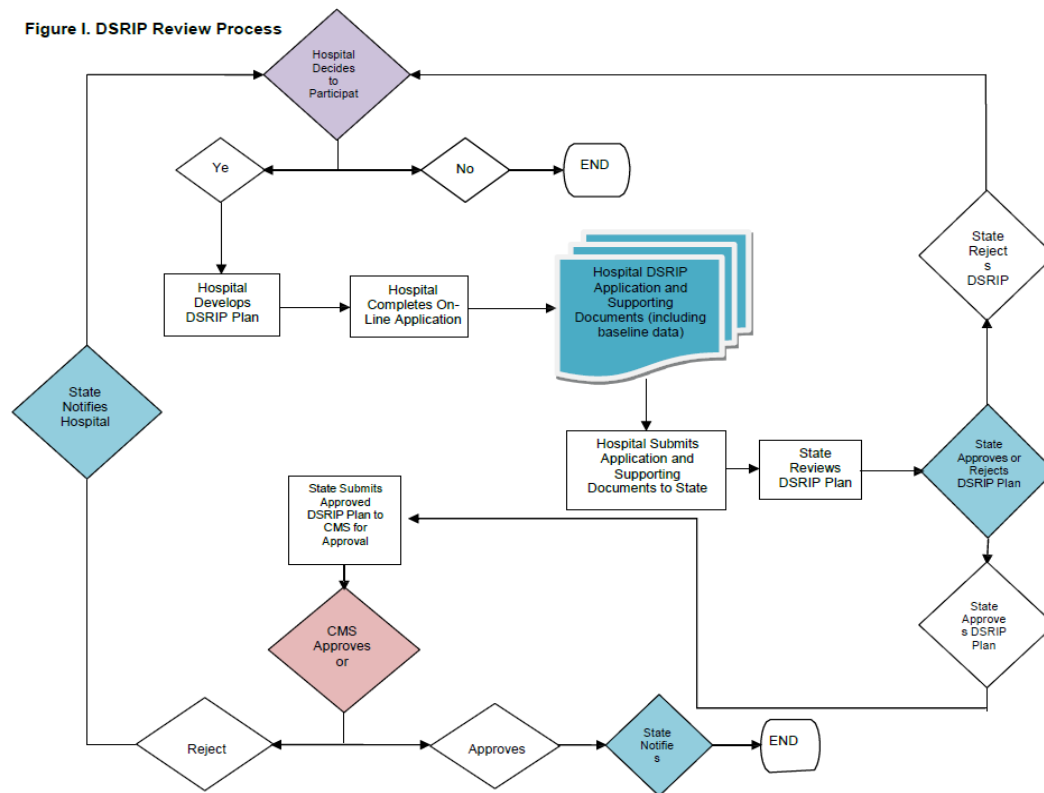 Figure I. DSRIP Review Process
Hospital
Decides
to
Participat
Ye
No
END
Hospital
Develops
DSRIP Plan
Hospital
Completes On-
Line Application
Hospital DSRIP
Application and
Supporting
Documents (including
baseline data)
State
Reject
s
DSRIP
State
Notifies
Hospital
Hospital Submits
Application and
Supporting
Documents to State
State
Reviews
DSRIP Plan
State
Approves or
Rejects
DSRIP Plan
State Submits
Approved
DSRIP Plan to
CMS for
Approval
State
Approve
s DSRIP
Plan
CMS
Approves
or
Reject
Approves
State
Notifie
s
END